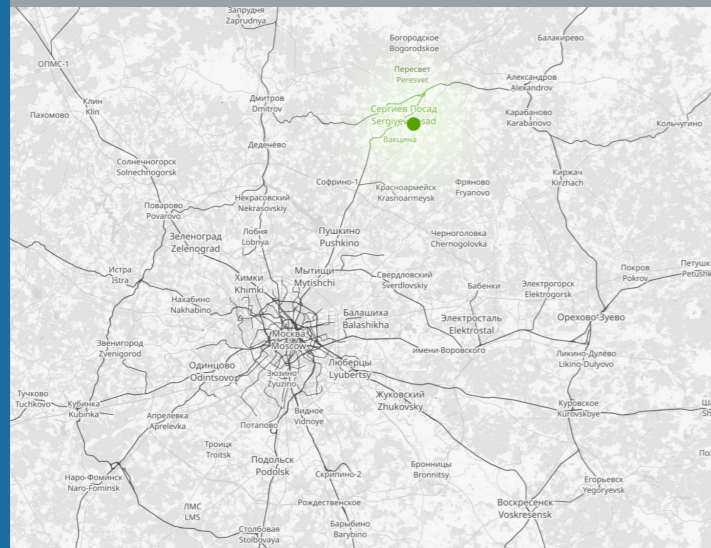 Запрудня
Zaprudnya
Богородское
Bogorodskoe
Балакирево
ОПМС-1
Пересвет
Peresvet
Александров
Alexandrov
Клин
Klin
Дмитров
Dmitrov
Сергиев Посад
Пахомово
Карабаново
Karabanovo
Кольчугино
Деденёво
Вакцина
Солнечногорск
Solnechnogorsk
Софрино-1
Красноармейск
Krasnoarmeysk
Фряново
Fryanovo
Киржач
Kirzhach
Некрасовский
Nekrasovskiy
Поварово
Povarovo
Зеленоград
Zelenograd
Лобня
Lobnya
Пушкино
Pushkino
Черноголовка
Chernogolovka
Истра
Istra
Химки
Khimki
Мытищи
Mytishchi
Свердловский
Sverdlovskiy
Бабенки
Электрогорск
Elektrogorsk
Покров
Pokrov
Нахабино
Nakhabino
Балашиха
Balashikha
Электросталь
Elektrostal
Орехово-Зуево
Москва
Moscow
Звенигород
Zvenigorod
имени Воровского
Ликино-Дулёво
Likino-Dulyovo
Одинцово
Odintsovo
Люберцы
Lyubertsy
Зюзино
Zyuzino
Тучково
Tuchkovo
Кубинка
Kubinka
Жуковский
Zhukovsky
Куровское
Kurovskoye
Апрелевка
Aprelevka
Видное
Vidnoye
Потапово
Троицк
Troitsk
Подольск
Podolsk
Скрипино-2
Бронницы
Bronnitsy
Наро-Фоминск
Naro-Fominsk
Егорьевск
Yegoryevsk
ЛМС
LMS
Рождественское
Воскресенск
Voskresensk
Столбовая
Stolbovaya
Барыбино
Barybino